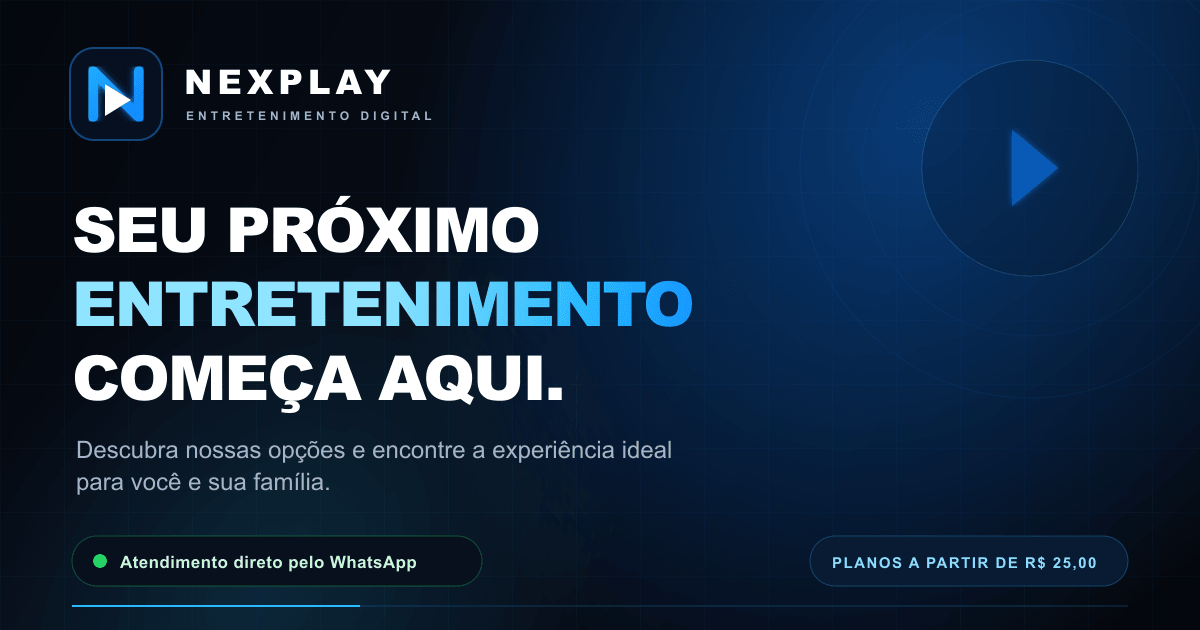 NEXPLAY
ENTRETENIMENTO DIGITAL
SEU PRÓXIMO
ENTRETENIMENTO
COMEÇA AQUI.
Descubra nossas opções e encontre a experiência ideal
para você e sua família.
Atendimento direto pelo WhatsApp
PLANOS A PARTIR DE R$ 25,00